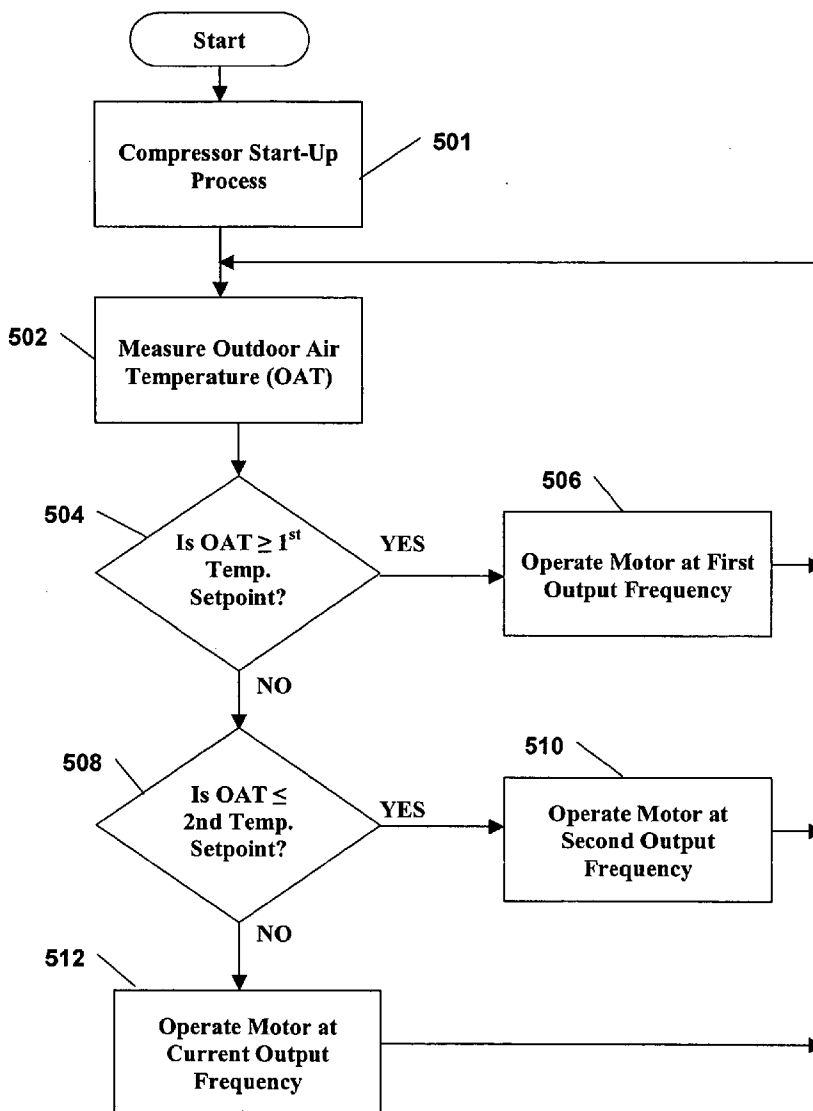 Start
Compressor Start-Up
Process
501
502
Measure Outdoor Air
Temperature (OAT)
504
Is OAT ≥ 1st
Temp.
Setpoint?
YES
506
Operate Motor at First
Output Frequency
NO
508
Is OAT ≤
2nd Temp.
Setpoint?
YES
510
Operate Motor at
Second Output
Frequency
NO
512
Operate Motor at
Current Output
Frequency